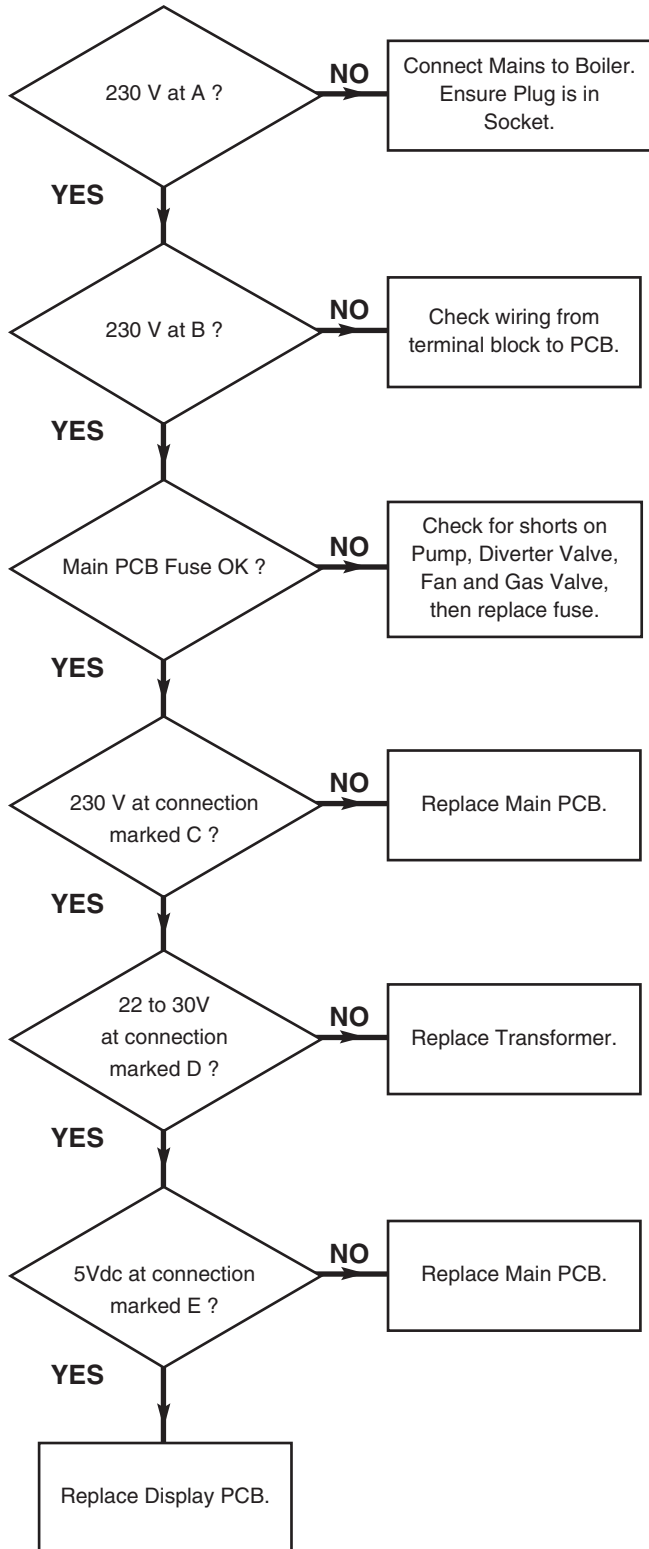 230 V at A ?
NO
Connect Mains to Boiler.
Ensure Plug is in
Socket.
YES
230 V at B ?
NO
Check wiring from
terminal block to PCB.
YES
Main PCB Fuse OK ?
NO
Check for shorts on
Pump, Diverter Valve,
Fan and Gas Valve,
then replace fuse.
YES
230 V at connection
marked C ?
NO
Replace Main PCB.
YES
22 to 30V
at connection
marked D ?
NO
Replace Transformer.
YES
5Vdc at connection
marked E ?
NO
Replace Main PCB.
YES
Replace Display PCB.